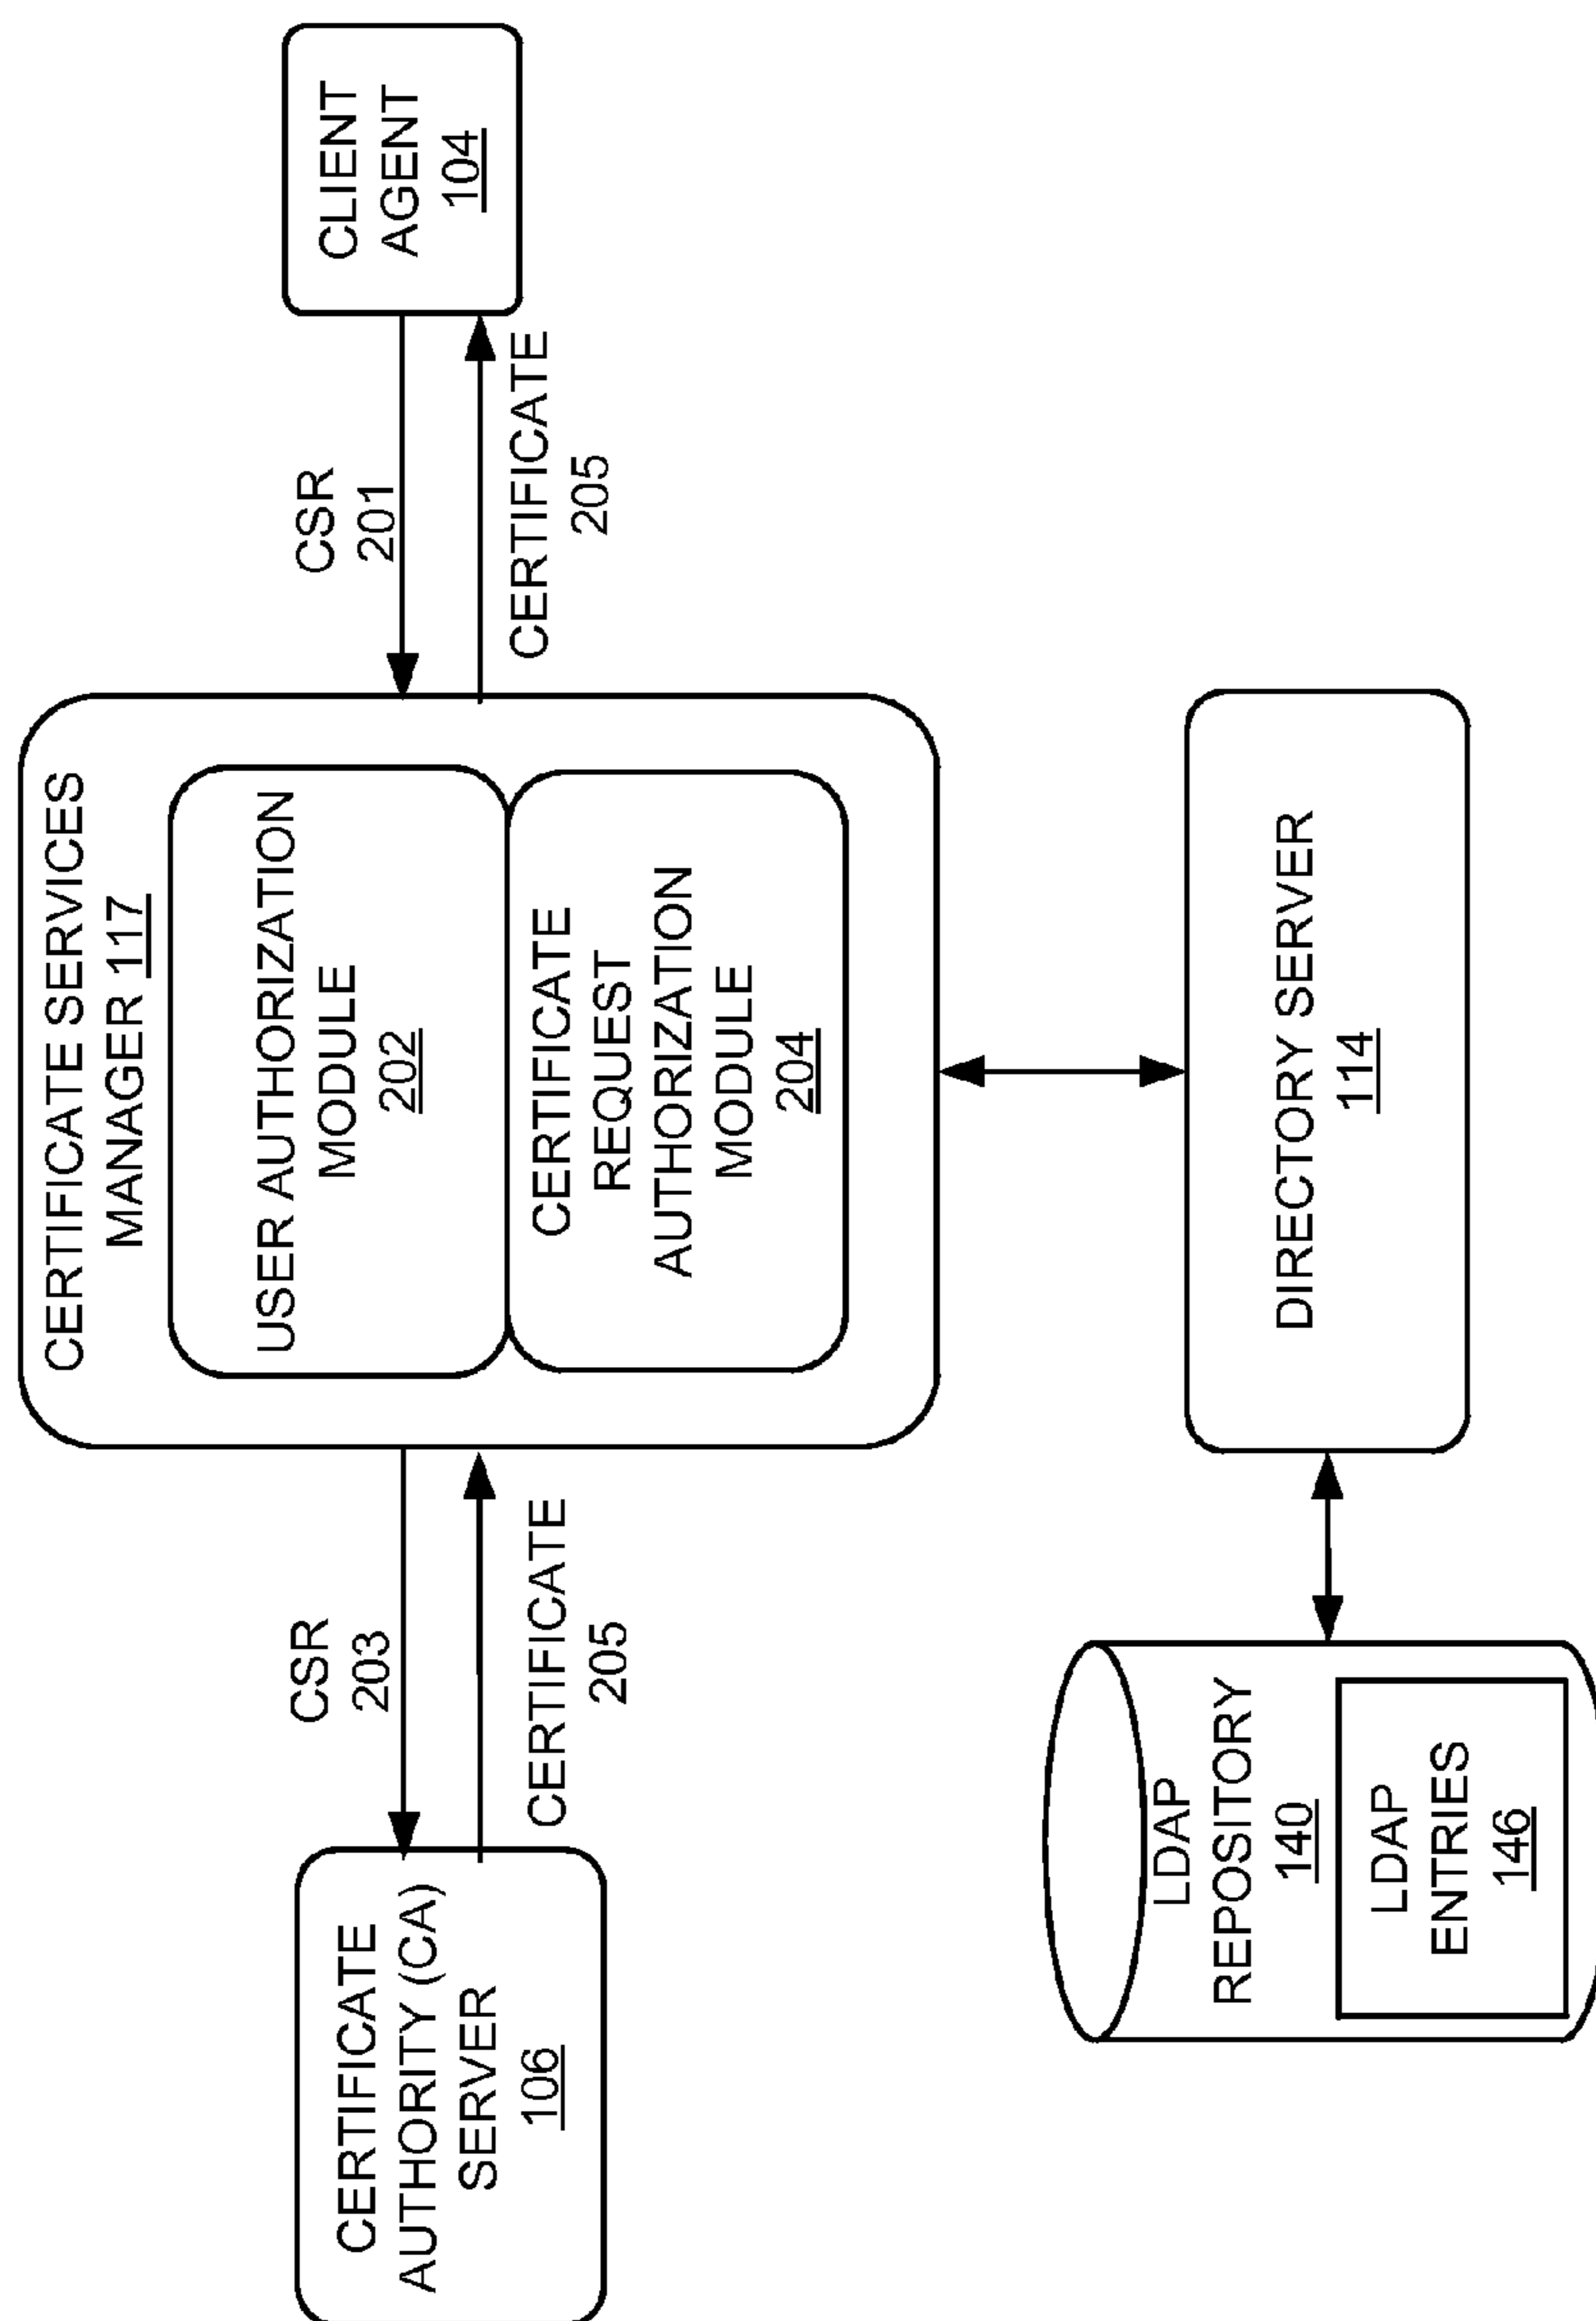 CERTIFICATE
AUTHORITY (CA)
SERVER
106
CSR
203
CERTIFICATE
205
CERTIFICATE SERVICES
MANAGER 117
USER AUTHORIZATION
MODULE
202
CERTIFICATE
REQUEST
AUTHORIZATION
MODULE
204
CSR
201
CERTIFICATE
205
CLIENT
AGENT
104
LDAP
REPOSITORY
140
LDAP
ENTRIES
146
DIRECTORY SERVER
114